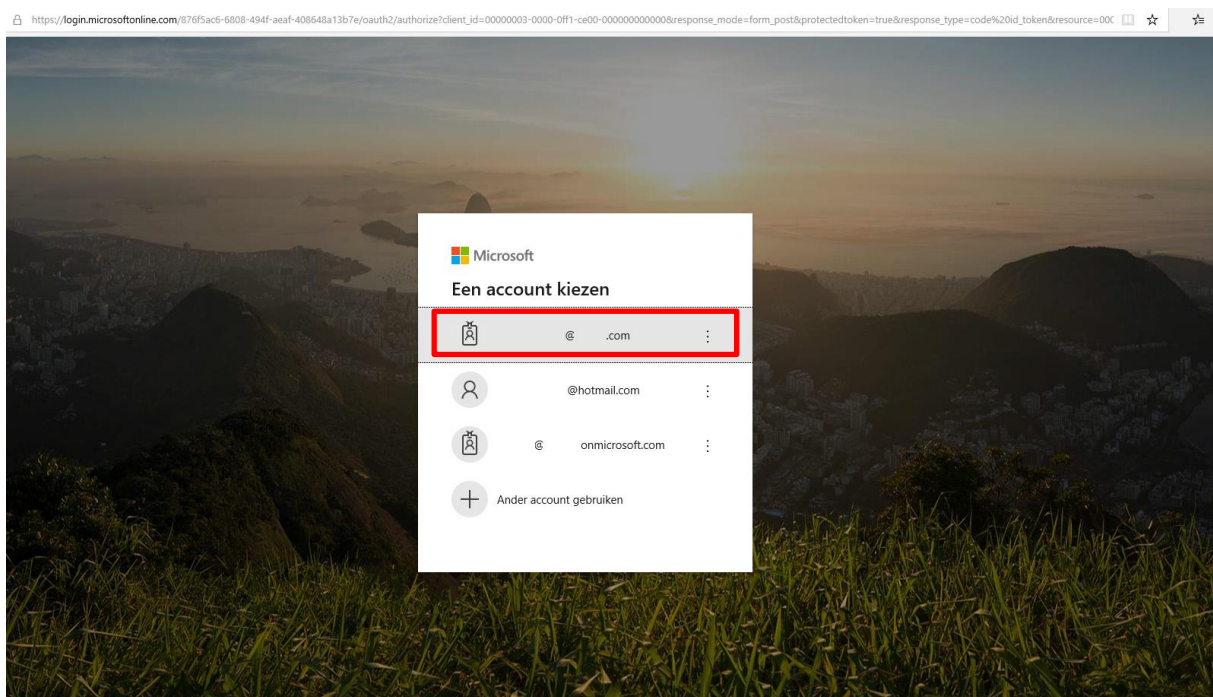 https://login.microsoftonline.com/876f5ac6-6808-494f-aeaf-408648a13b7e/oauth2/authorize?client_id=00000003-0000-0ff1-ce00-000000000000&response_mode=form_post&protectedtoken=true&response_type=code%20id_token&resource=00
Microsoft
Een account kiezen
@ .com
@hotmail.com
@ onmicrosoft.com
Ander account gebruiken